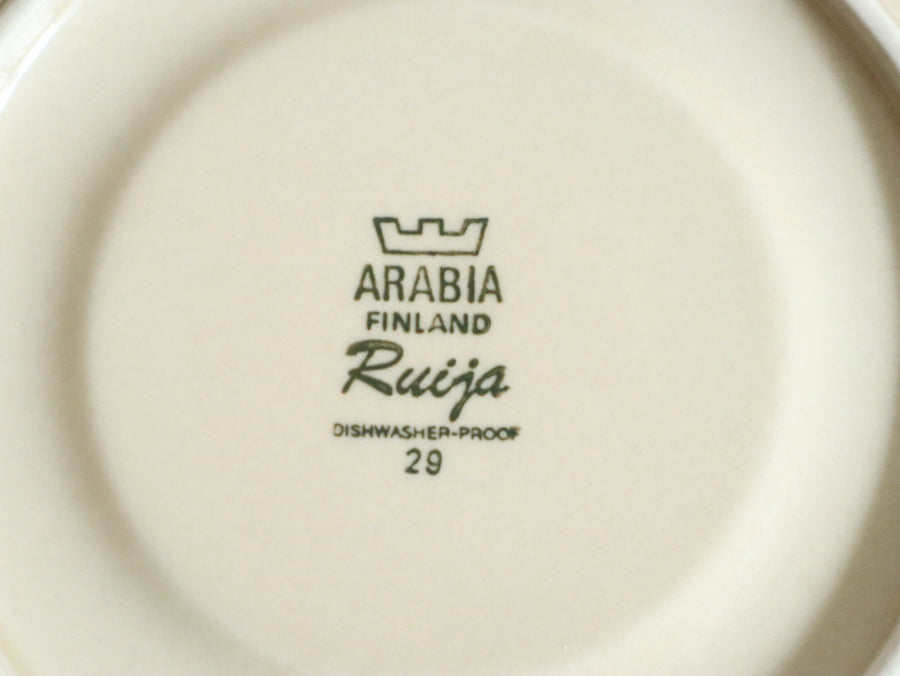 ARABIA
FINLAND
Ruija
DISHWASHER-PROOF
29